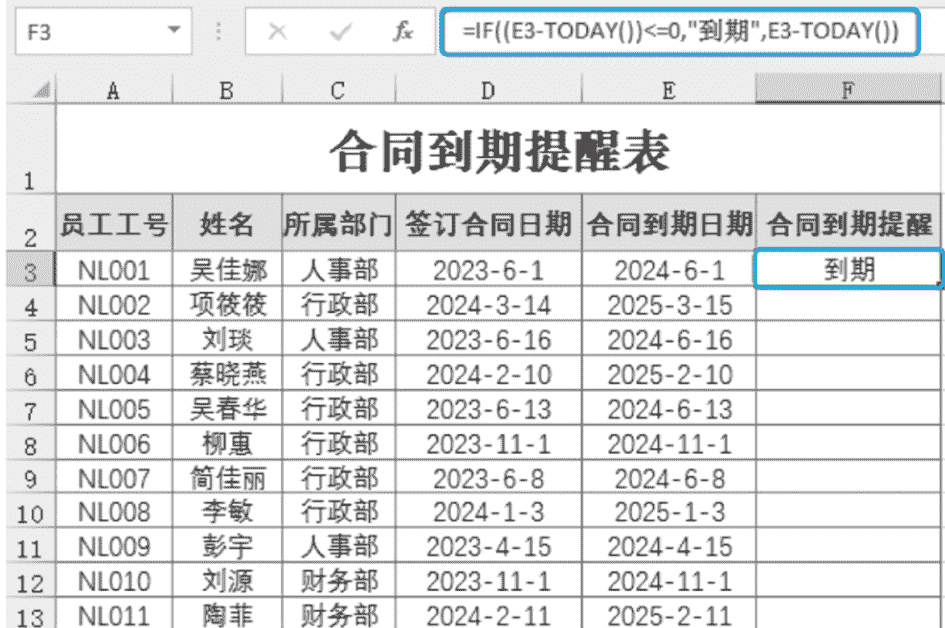 F3 fx =IF((E3-TODAY())<=0,"到期",E3-TODAY())
A B C D E F
1 合同到期提醒表
2 员工工号 姓名 所属部门 签订合同日期 合同到期日期 合同到期提醒
3 NL001 吴佳娜 人事部 2023-6-1 2024-6-1 到期
4 NL002 项筱筱 行政部 2024-3-14 2025-3-15
5 NL003 刘琰 人事部 2023-6-16 2024-6-16
6 NL004 蔡晓燕 行政部 2024-2-10 2025-2-10
7 NL005 吴春华 行政部 2023-6-13 2024-6-13
8 NL006 柳惠 行政部 2023-11-1 2024-11-1
9 NL007 简佳丽 行政部 2023-6-8 2024-6-8
10 NL008 李敏 行政部 2024-1-3 2025-1-3
11 NL009 彭宇 人事部 2023-4-15 2024-4-15
12 NL010 刘源 财务部 2023-11-1 2024-11-1
13 NL011 陶菲 财务部 2024-2-11 2025-2-11